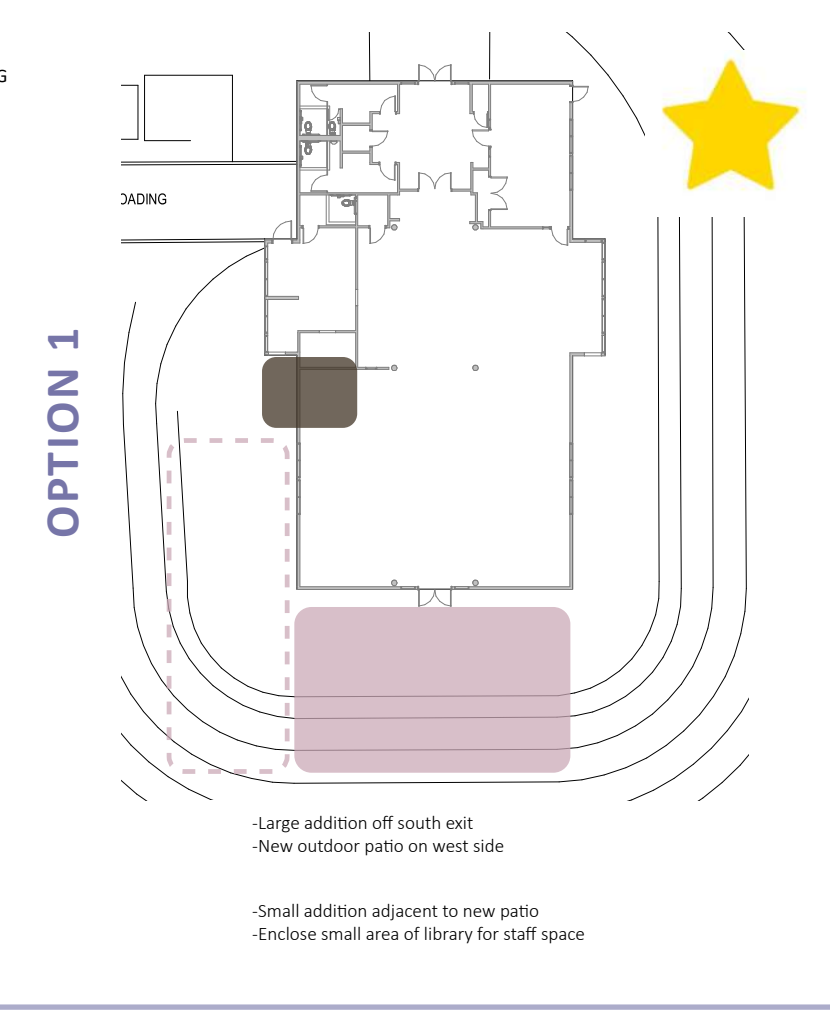 G
OADING
OPTION 1
-Large addition off south exit
-New outdoor patio on west side
-Small addition adjacent to new patio
-Enclose small area of library for staff space